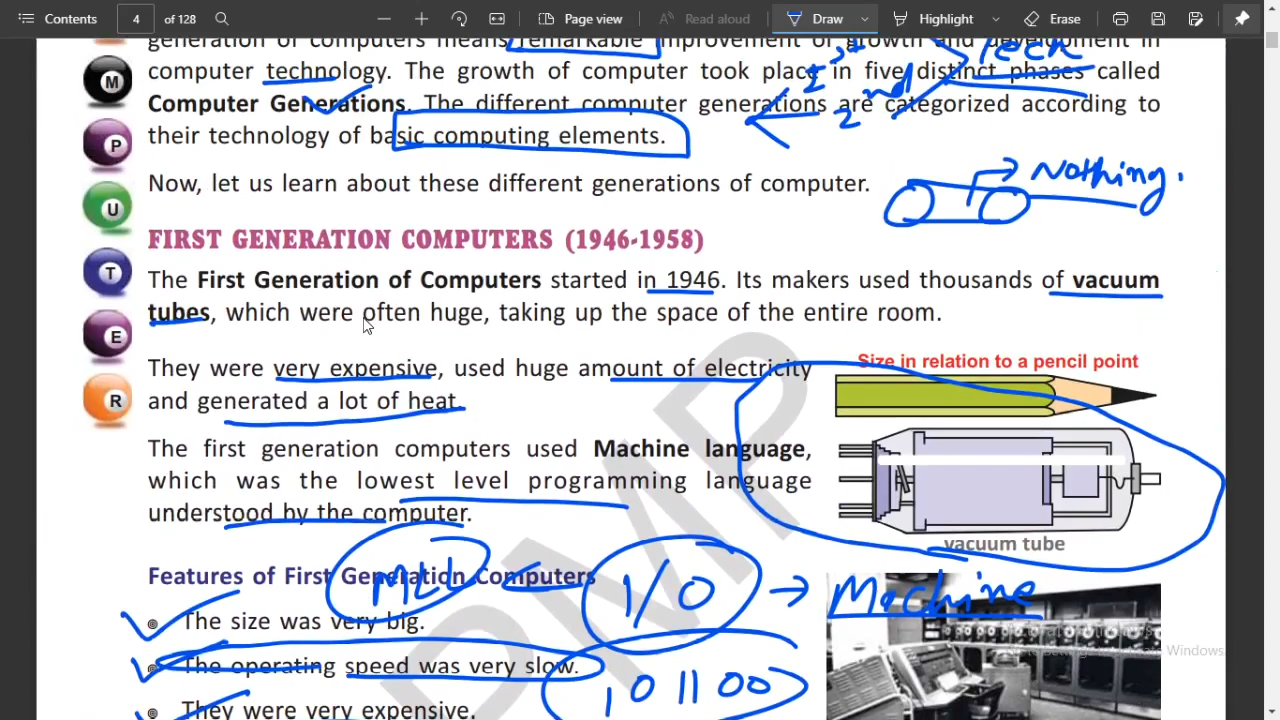 Contents 4 of 128 Page view Read aloud Draw Highlight Erase
generation of computers means remarkable improvement of growth and development in
computer technology. The growth of computer took place in five distinct phases called
Computer Generations. The different computer generations are categorized according to
their technology of basic computing elements.
Tech
1st
2nd
Now, let us learn about these different generations of computer.
Nothing.
FIRST GENERATION COMPUTERS (1946-1958)
The First Generation of Computers started in 1946. Its makers used thousands of vacuum
tubes, which were often huge, taking up the space of the entire room.
They were very expensive, used huge amount of electricity
and generated a lot of heat.
Size in relation to a pencil point
The first generation computers used Machine language,
which was the lowest level programming language
understood by the computer.
vacuum tube
Features of First Generation Computers
MLL
1/0
Machine
The size was very big.
The operating speed was very slow.
101100
They were very expensive.
M
P
U
T
E
R
PMP